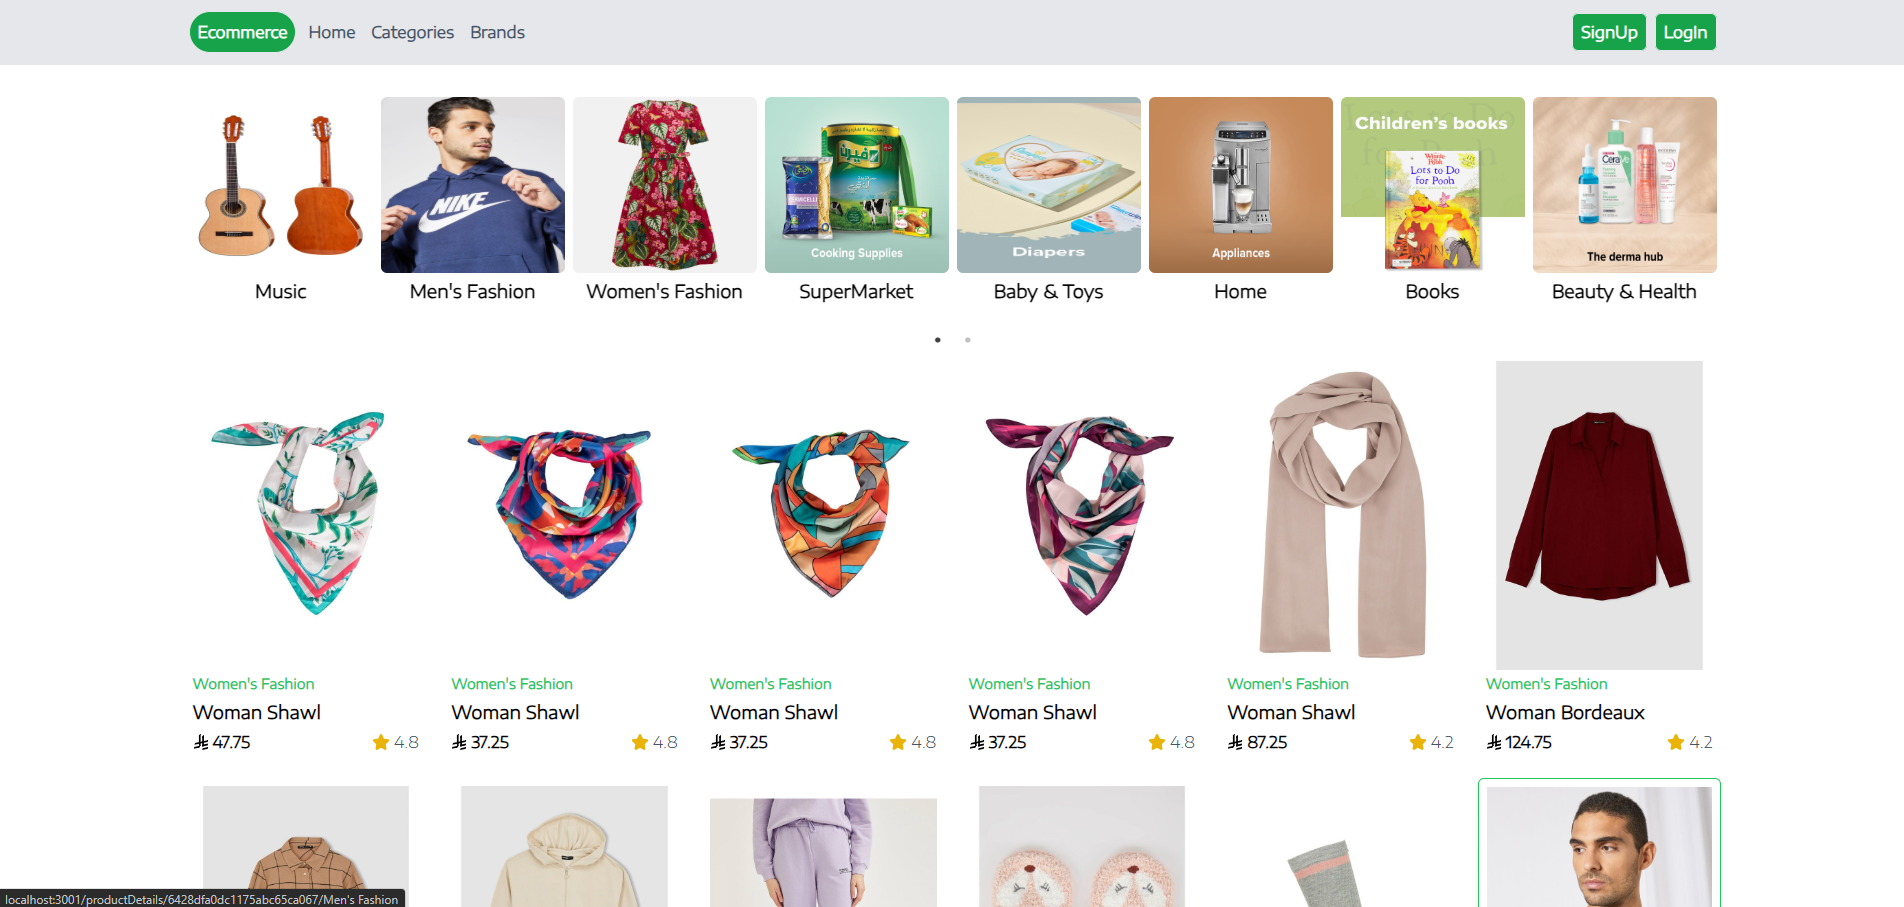 Ecommerce Home Categories Brands SignUp LogIn
NIKE
Cooking Supplies
Diapers
Appliances
Children's books
Winnie the Pooh
Lots to Do
for Pooh
CeraVe
The derma hub
Music Men's Fashion Women's Fashion SuperMarket Baby & Toys Home Books Beauty & Health
Women's Fashion Women's Fashion Women's Fashion Women's Fashion Women's Fashion Women's Fashion
Woman Shawl Woman Shawl Woman Shawl Woman Shawl Woman Shawl Woman Bordeaux
47.75 4.8 37.25 4.8 37.25 4.8 37.25 4.8 87.25 4.2 124.75 4.2
localhost:3001/productDetails/6428dfa0dc1175abc65ca067/Men's Fashion